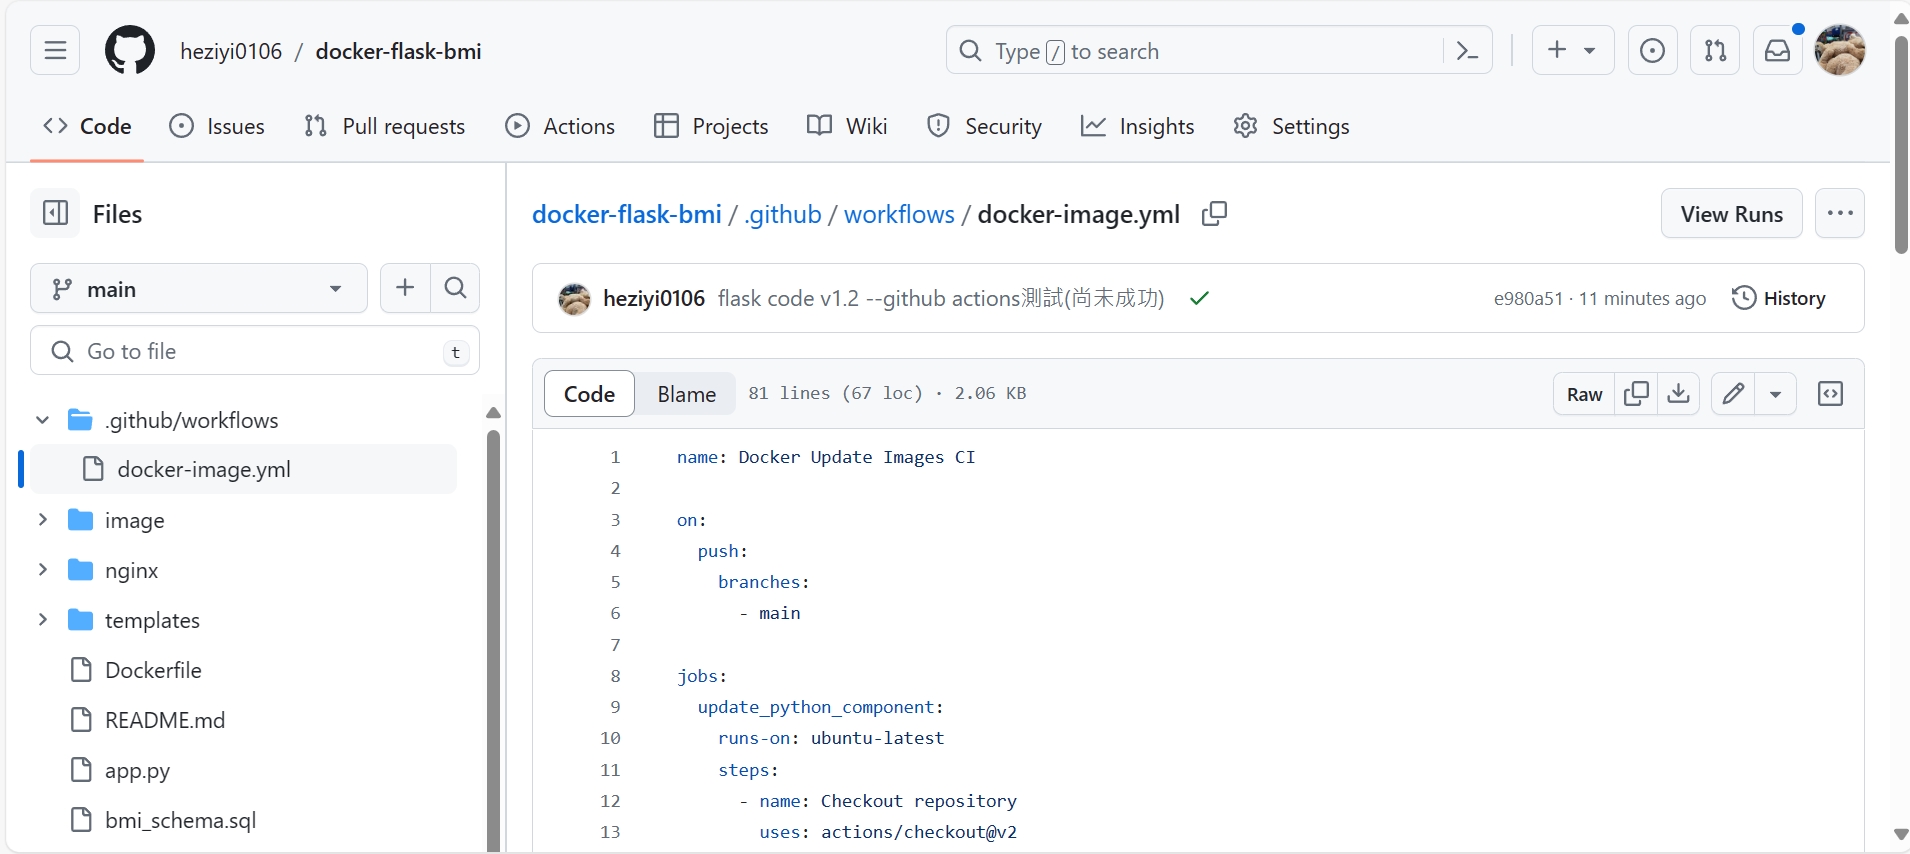 heziyi0106 / docker-flask-bmi
Type / to search
Code
Issues
Pull requests
Actions
Projects
Wiki
Security
Insights
Settings
Files
main
Go to file
t
.github/workflows
docker-image.yml
image
nginx
templates
Dockerfile
README.md
app.py
bmi_schema.sql
docker-flask-bmi / .github / workflows / docker-image.yml
View Runs
heziyi0106 flask code v1.2 --github actions測試(尚未成功)
e980a51 · 11 minutes ago
History
Code
Blame
81 lines (67 loc) · 2.06 KB
Raw
1 name: Docker Update Images CI
2
3 on:
4 push:
5 branches:
6 - main
7
8 jobs:
9 update_python_component:
10 runs-on: ubuntu-latest
11 steps:
12 - name: Checkout repository
13 uses: actions/checkout@v2